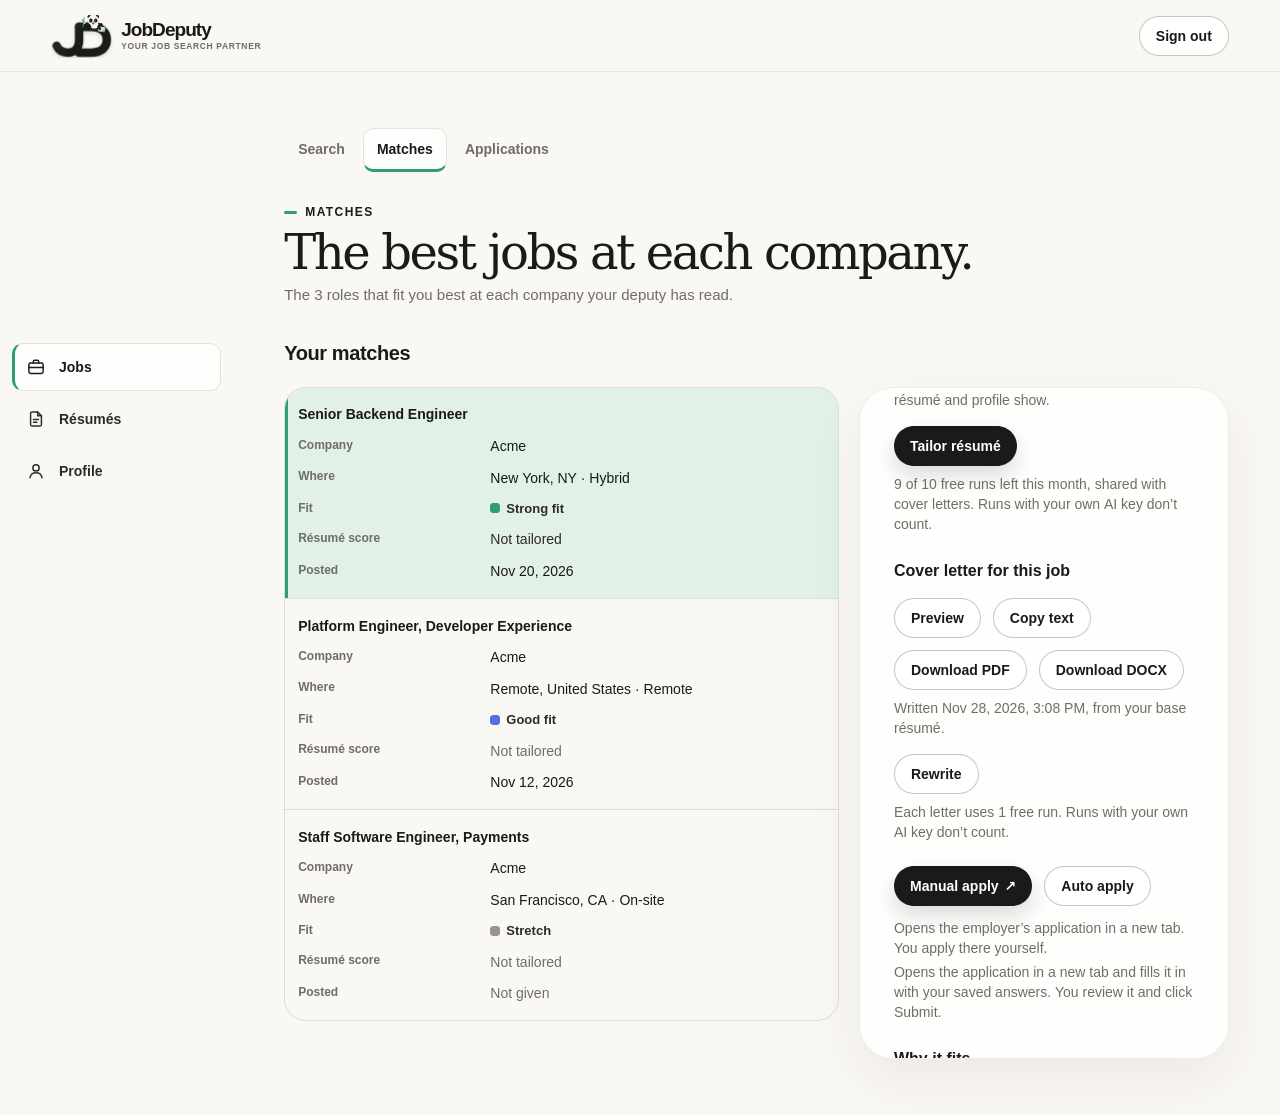 JobDeputy
YOUR JOB SEARCH PARTNER
Sign out
Search
Matches
Applications
MATCHES
The best jobs at each company.
The 3 roles that fit you best at each company your deputy has read.
Jobs
Résumés
Profile
Your matches
Senior Backend Engineer
Company Acme
Where New York, NY · Hybrid
Fit Strong fit
Résumé score Not tailored
Posted Nov 20, 2026
Platform Engineer, Developer Experience
Company Acme
Where Remote, United States · Remote
Fit Good fit
Résumé score Not tailored
Posted Nov 12, 2026
Staff Software Engineer, Payments
Company Acme
Where San Francisco, CA · On-site
Fit Stretch
Résumé score Not tailored
Posted Not given
résumé and profile show.
Tailor résumé
9 of 10 free runs left this month, shared with
cover letters. Runs with your own AI key don’t
count.
Cover letter for this job
Preview
Copy text
Download PDF
Download DOCX
Written Nov 28, 2026, 3:08 PM, from your base
résumé.
Rewrite
Each letter uses 1 free run. Runs with your own
AI key don’t count.
Manual apply ↗
Auto apply
Opens the employer’s application in a new tab.
You apply there yourself.
Opens the application in a new tab and fills it in
with your saved answers. You review it and click
Submit.
Why it fits